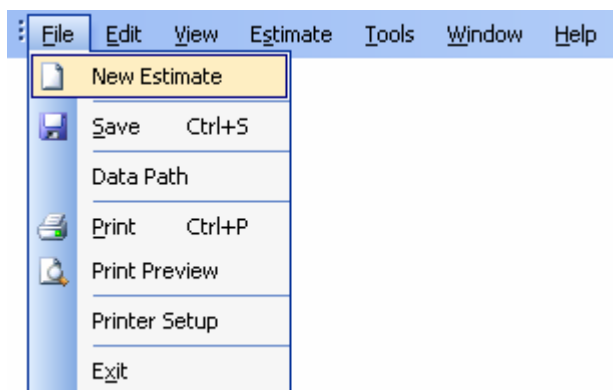 File Edit View Estimate Tools Window Help
New Estimate
Save Ctrl+S
Data Path
Print Ctrl+P
Print Preview
Printer Setup
Exit